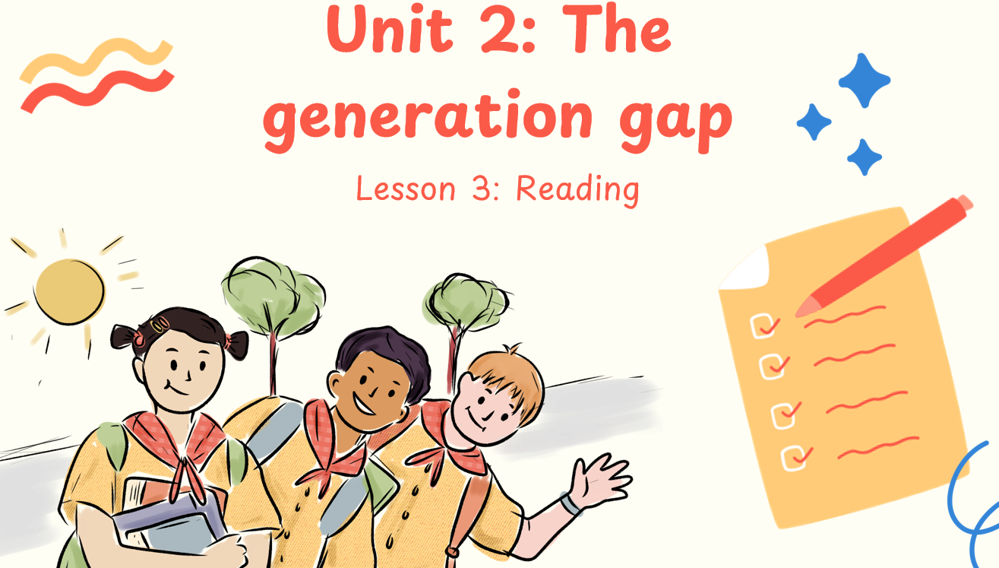 Unit 2: The
generation gap
Lesson 3: Reading